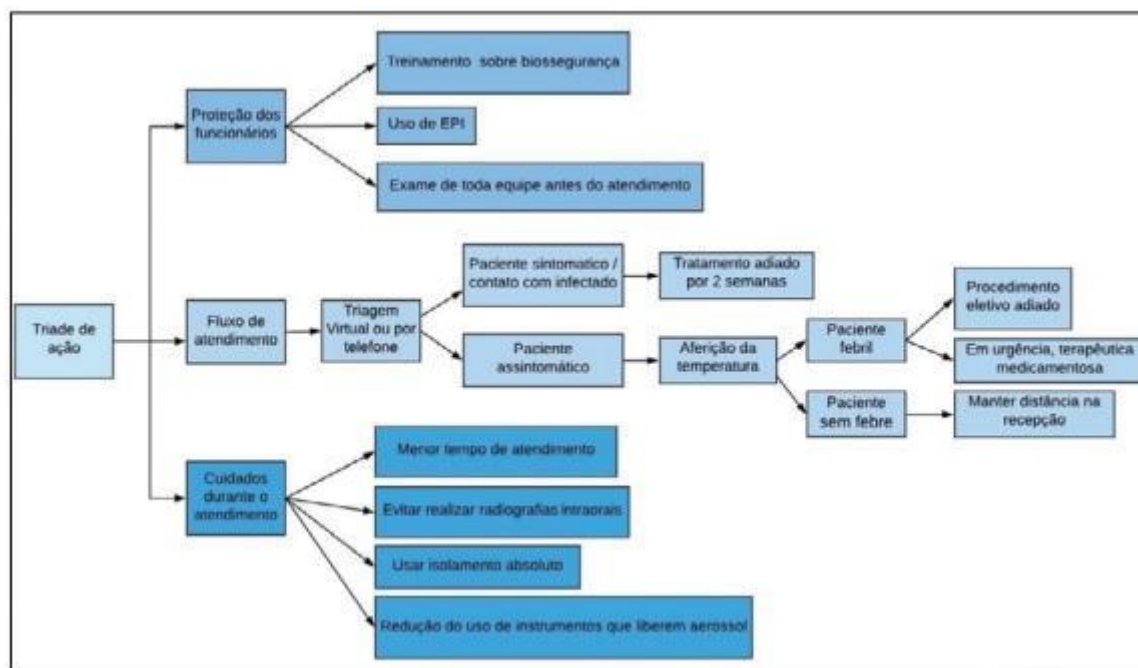 Treinamento sobre biossegurança
Proteção dos
funcionários
Uso de EPI
Exame de toda equipe antes do atendimento
Triade de
ação
Fluxo de
atendimento
Triagem
Virtual ou por
telefone
Paciente sintomatico /
contato com infectado
Tratamento adiado
por 2 semanas
Paciente
assintomático
Aferição da
temperatura
Paciente
febril
Procedimento
eletivo adiado
Em urgência, terapêutica
medicamentosa
Paciente
sem febre
Manter distância na
recepção
Cuidados
durante o
atendimento
Menor tempo de atendimento
Evitar realizar radiografias intraorais
Usar isolamento absoluto
Redução do uso de instrumentos que liberem aerossol